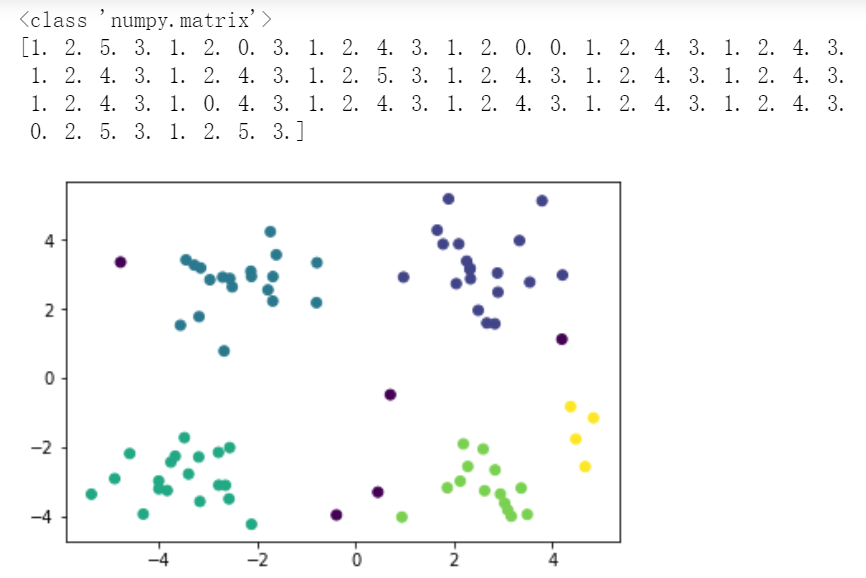 <class 'numpy.matrix'>
[1. 2. 5. 3. 1. 2. 0. 3. 1. 2. 4. 3. 1. 2. 0. 0. 1. 2. 4. 3. 1. 2. 4. 3.
1. 2. 4. 3. 1. 2. 4. 3. 1. 2. 5. 3. 1. 2. 4. 3. 1. 2. 4. 3. 1. 2. 4. 3.
1. 2. 4. 3. 1. 0. 4. 3. 1. 2. 4. 3. 1. 2. 4. 3. 1. 2. 4. 3. 1. 2. 4. 3.
0. 2. 5. 3. 1. 2. 5. 3.]
4
2
0
−2
−4
−4 −2 0 2 4